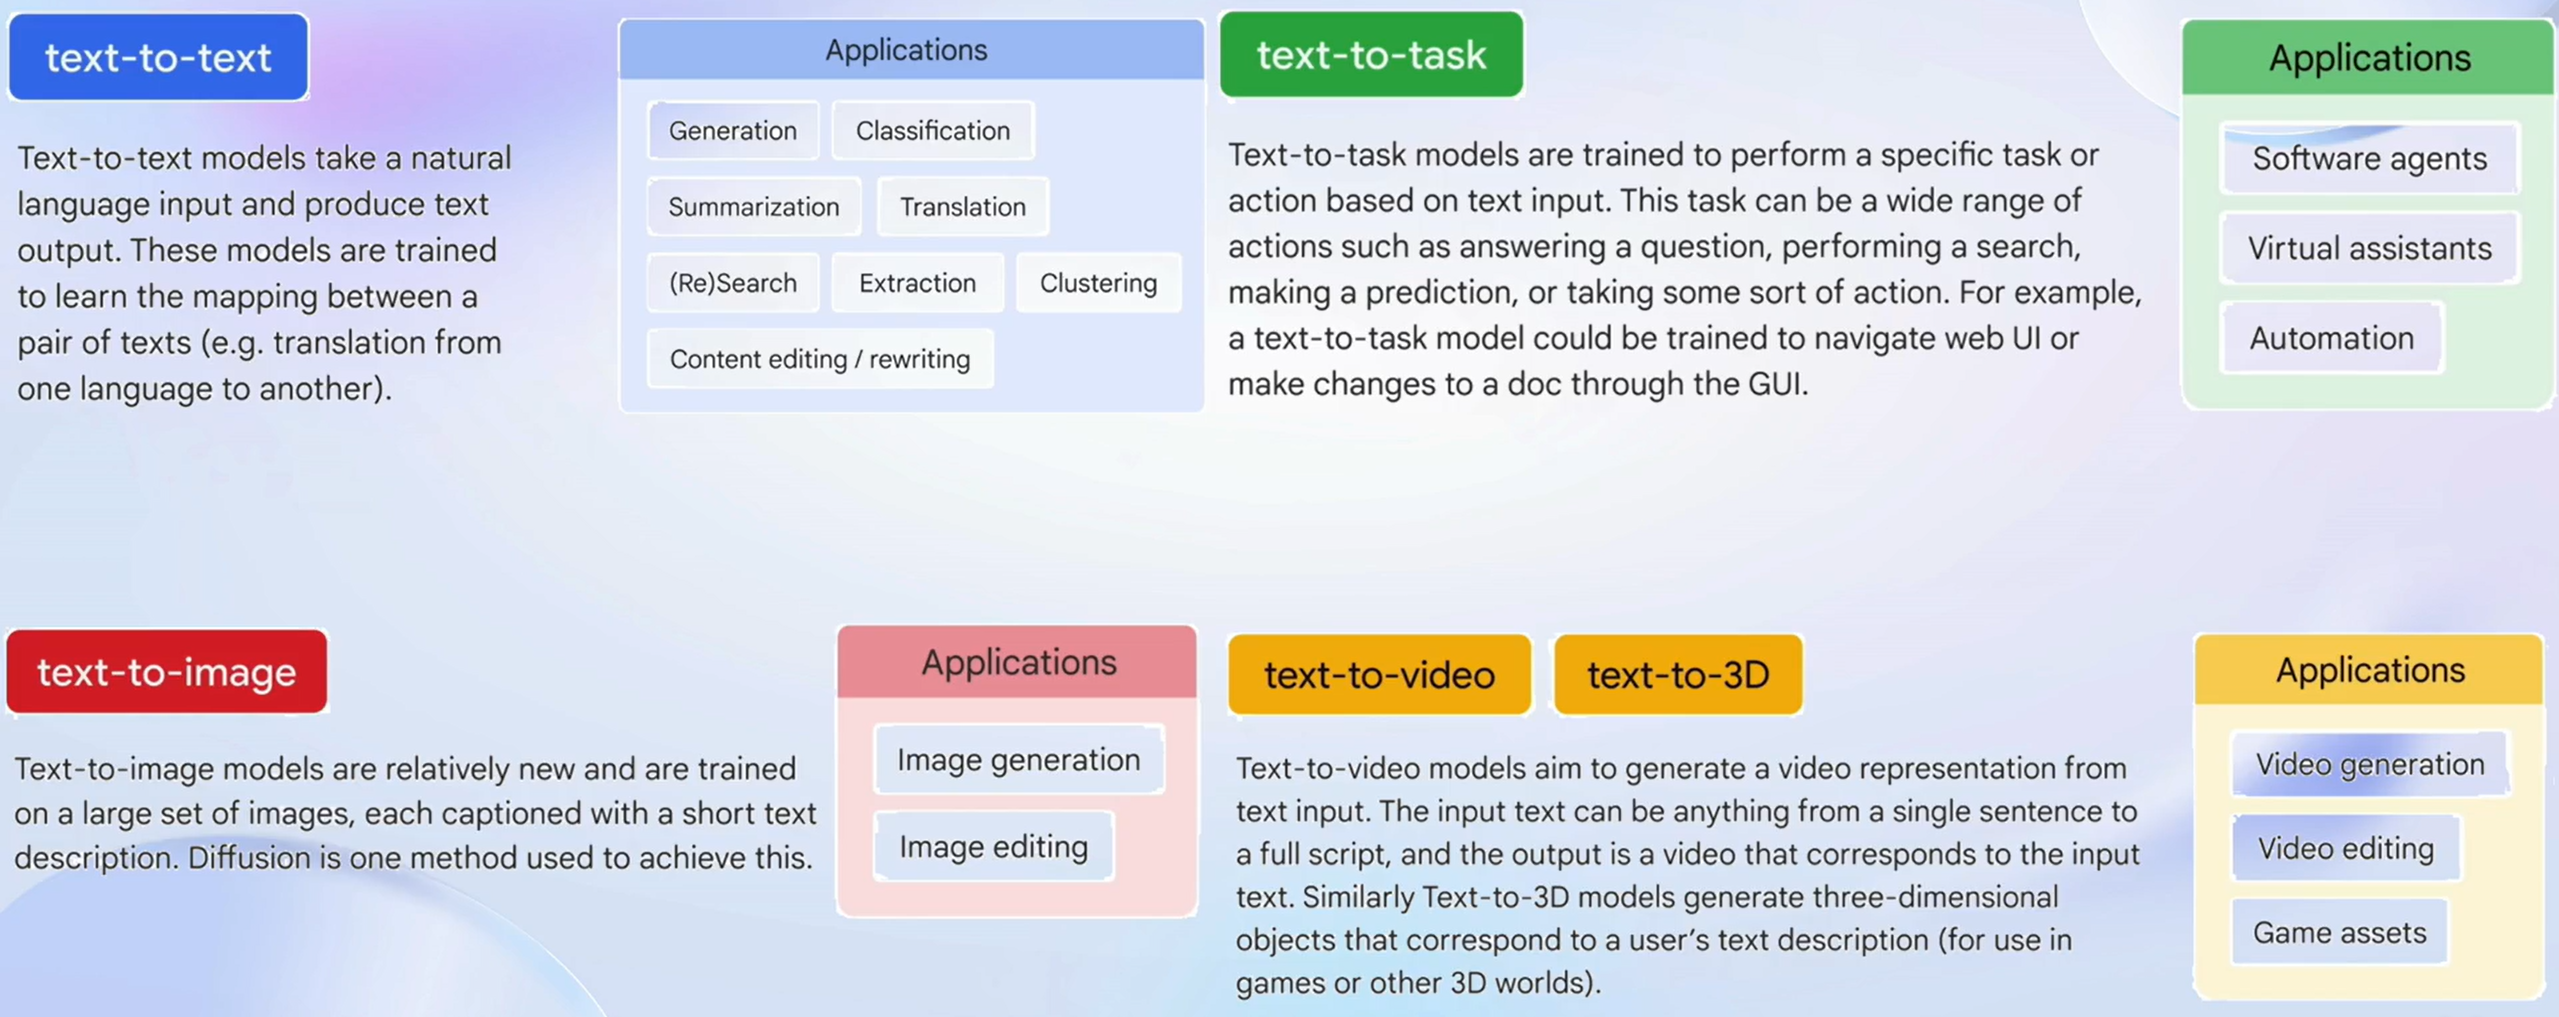 text-to-text
Text-to-text models take a natural
language input and produce text
output. These models are trained
to learn the mapping between a
pair of texts (e.g. translation from
one language to another).
Applications
Generation
Classification
Summarization
Translation
(Re)Search
Extraction
Clustering
Content editing / rewriting
text-to-task
Text-to-task models are trained to perform a specific task or
action based on text input. This task can be a wide range of
actions such as answering a question, performing a search,
making a prediction, or taking some sort of action. For example,
a text-to-task model could be trained to navigate web UI or
make changes to a doc through the GUI.
Applications
Software agents
Virtual assistants
Automation
text-to-image
Text-to-image models are relatively new and are trained
on a large set of images, each captioned with a short text
description. Diffusion is one method used to achieve this.
Applications
Image generation
Image editing
text-to-video
text-to-3D
Text-to-video models aim to generate a video representation from
text input. The input text can be anything from a single sentence to
a full script, and the output is a video that corresponds to the input
text. Similarly Text-to-3D models generate three-dimensional
objects that correspond to a user's text description (for use in
games or other 3D worlds).
Applications
Video generation
Video editing
Game assets